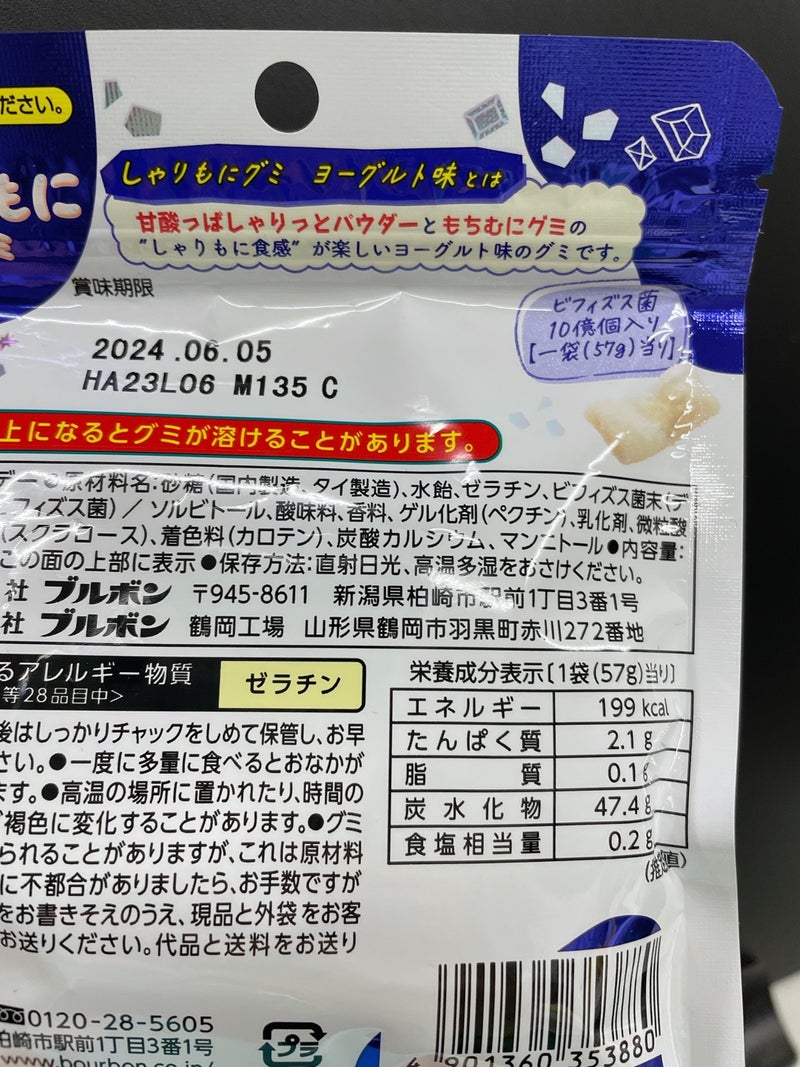 ださい。
もに
ミ
しゃりもにグミ ヨーグルト味とは
甘酸っぱしゃりっとパウダーともちむにグミの
"しゃりもに食感" が楽しいヨーグルト味のグミです。
賞味期限
2024.06.05
HA23L06 M135 C
ビフィズス菌
10億個入り
[一袋(57g)当り]
上になるとグミが溶けることがあります。
原材料名:砂糖(国内製造、タイ製造)、水飴、ゼラチン、ビフィズス菌末(デ
フィズス菌) / ソルビトール、酸味料、香料、ゲル化剤(ペクチン)、乳化剤、微粒酸
(スクラロース)、着色料(カロテン)、炭酸カルシウム、マンニトール●内容量:
この面の上部に表示●保存方法:直射日光、高温多湿をおさけください。
社 ブルボン 〒945-8611 新潟県柏崎市駅前1丁目3番1号
社 ブルボン 鶴岡工場 山形県鶴岡市羽黒町赤川272番地
るアレルギー物質
等28品目中>
ゼラチン
後はしっかりチャックをしめて保管し、お早
さい。●一度に多量に食べるとおなかが
ます。●高温の場所に置かれたり、時間の
褐色に変化することがあります。●グミ
られることがありますが、これは原材料
に不都合がありましたら、お手数ですが
をお書きそえのうえ、現品と外袋をお客
お送りください。代品と送料をお送り
栄養成分表示[1袋(57g)当り]
エネルギー 199 kcal
たんぱく質 2.1 g
脂質 0.1 g
炭水化物 47.4 g
食塩相当量 0.2 g
(推定値)
0120-28-5605
柏崎市駅前1丁目3番1号
www.bourbon.co.jp/
プラ
4 901360 353880